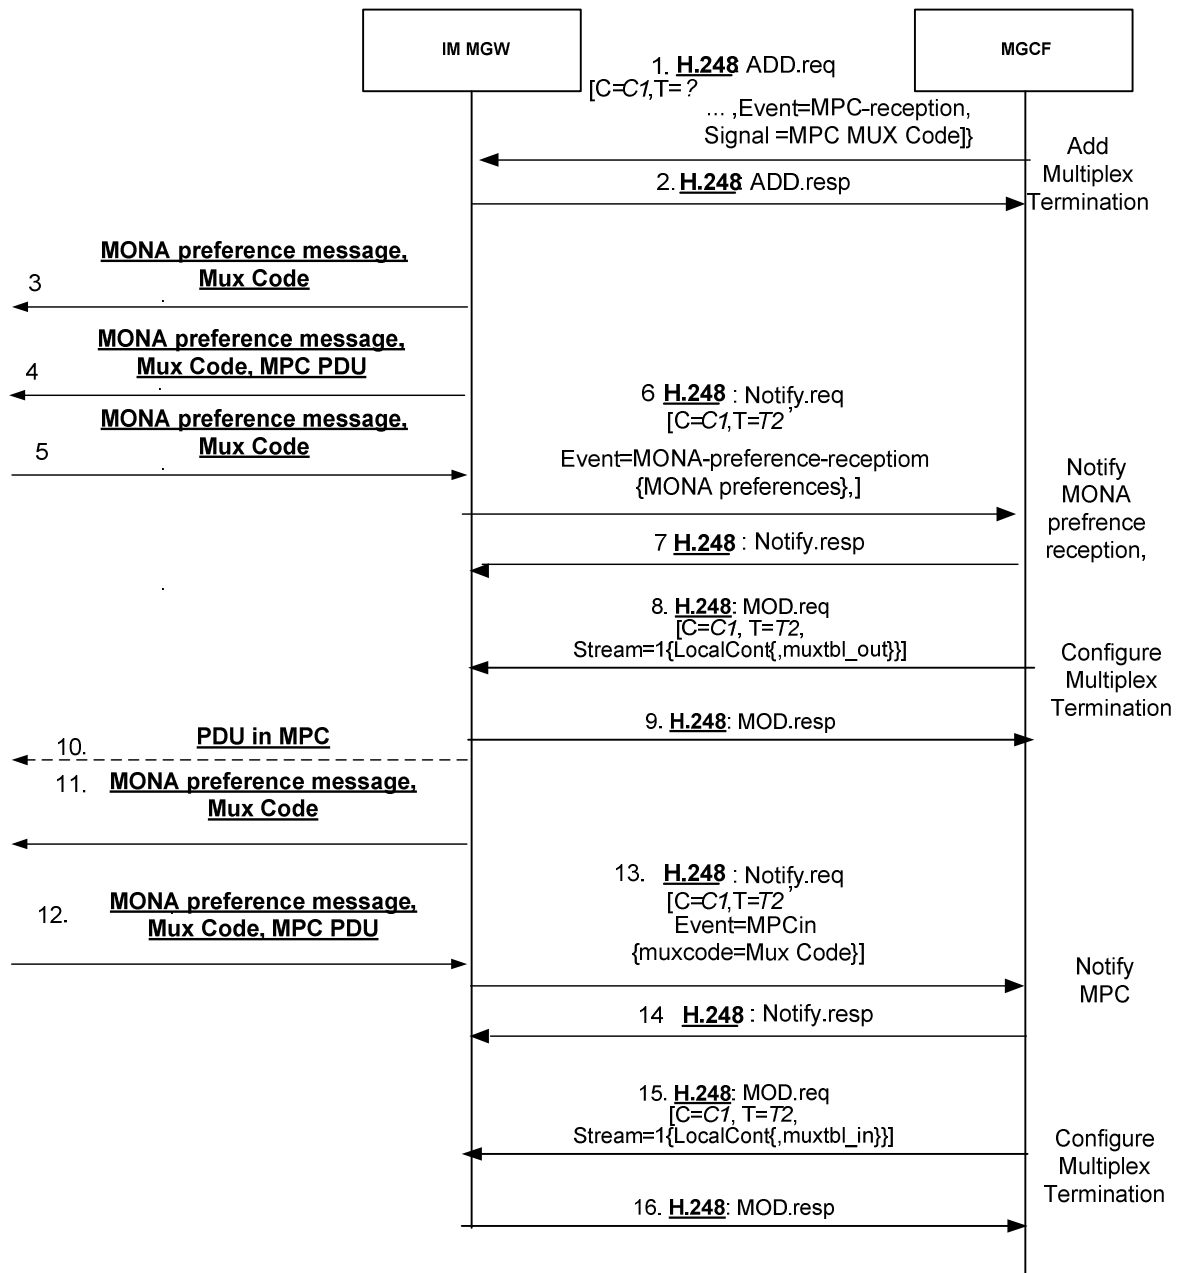 IM MGW
MGCF
1. H.248: ADD.req
[C=C1,T=?
... ,Event=MPC-reception,
Signal =MPC MUX Code]}
Add
Multiplex
Termination
2. H.248: ADD.resp
MONA preference message,
Mux Code
3
MONA preference message,
Mux Code, MPC PDU
4
MONA preference message,
Mux Code
5
6 H.248 : Notify.req
[C=C1,T=T2 ,
Event=MONA-preference-receptiom
{MONA preferences},]
Notify
MONA
prefrence
reception,
7 H.248 : Notify.resp
8. H.248: MOD.req
[C=C1, T=T2,
Stream=1{LocalCont{,muxtbl_out}}]
Configure
Multiplex
Termination
9. H.248: MOD.resp
10. PDU in MPC
11. MONA preference message,
Mux Code
12. MONA preference message,
Mux Code, MPC PDU
13. H.248 : Notify.req
[C=C1,T=T2 ,
Event=MPCin
{muxcode=Mux Code}]
Notify
MPC
14 H.248 : Notify.resp
15. H.248: MOD.req
[C=C1, T=T2,
Stream=1{LocalCont{,muxtbl_in}}]
Configure
Multiplex
Termination
16. H.248: MOD.resp